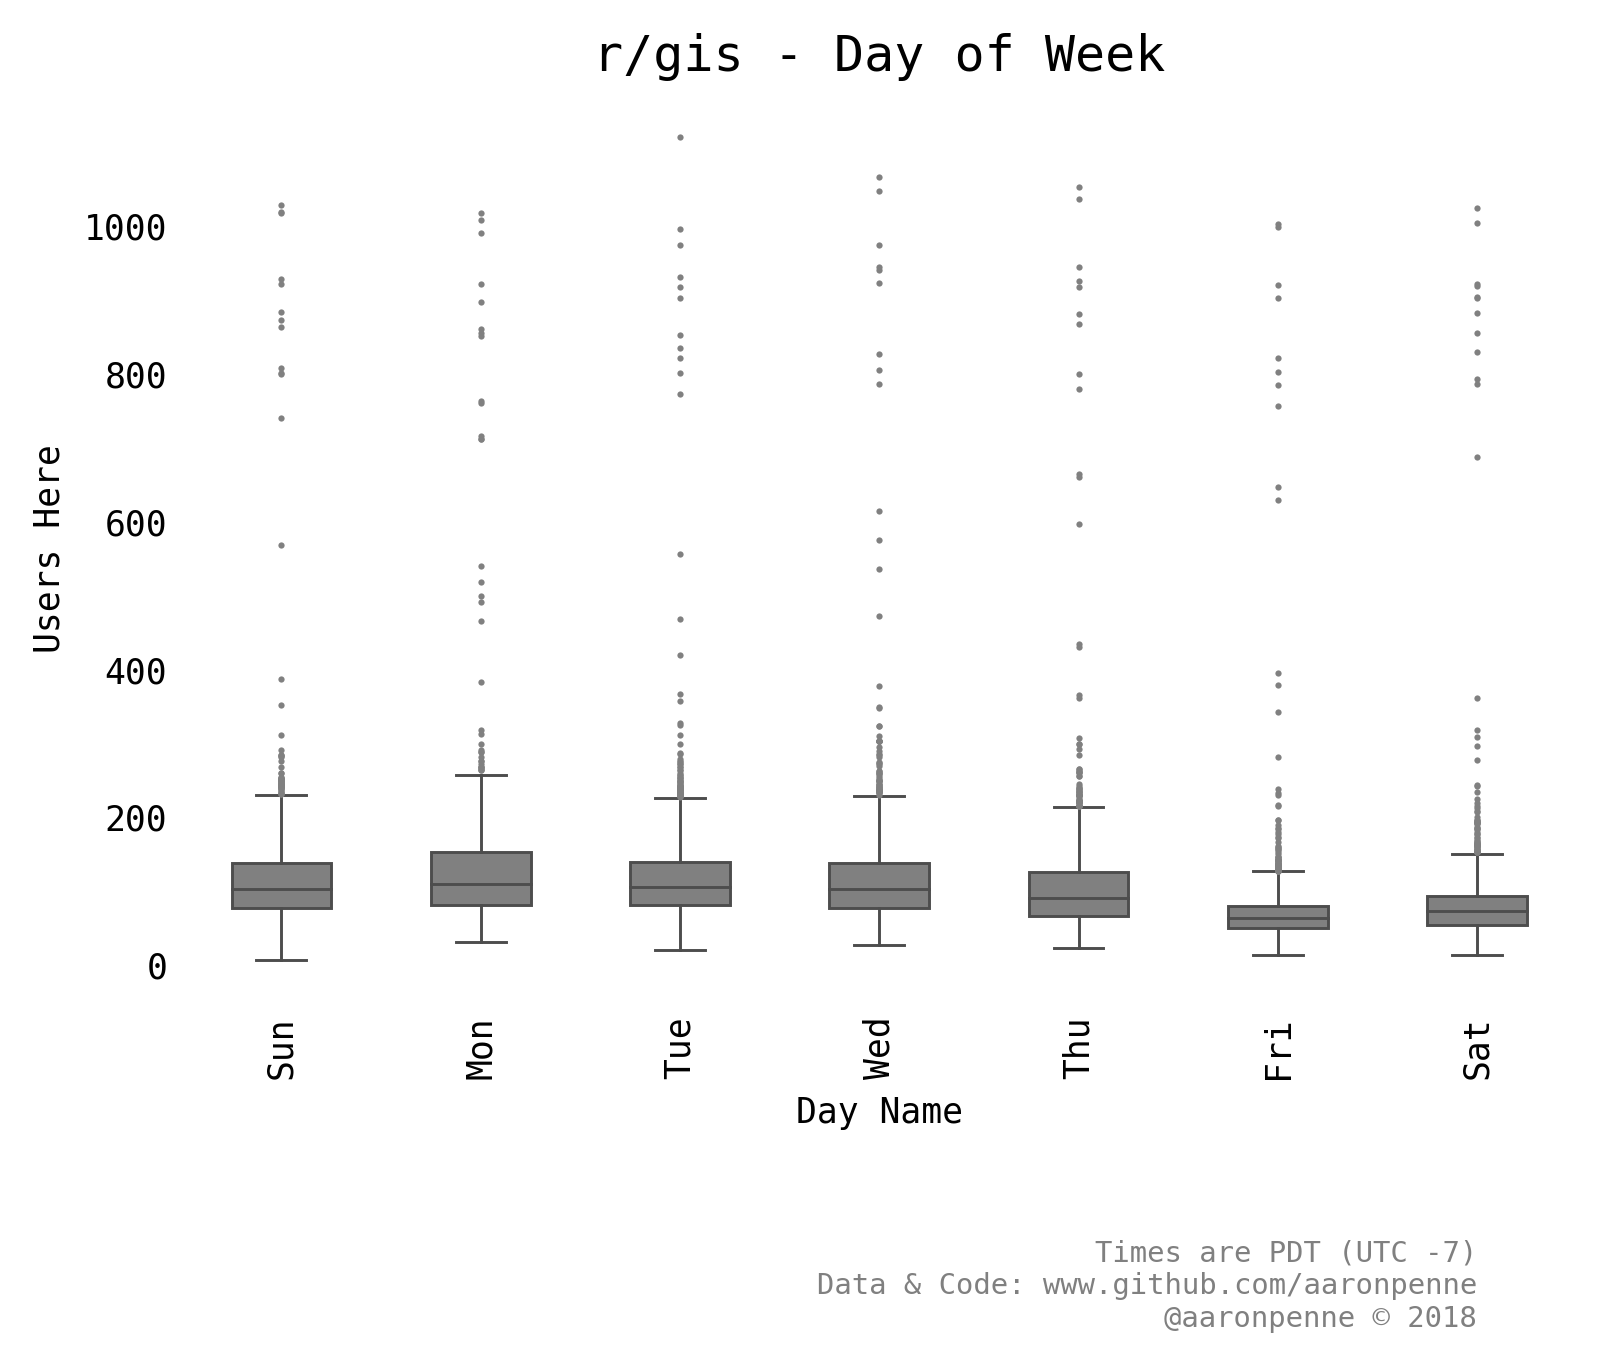 r/gis - Day of Week
Users Here
1000
800
600
400
200
0
Sun
Mon
Tue
Wed
Thu
Fri
Sat
Day Name
Times are PDT (UTC -7)
Data & Code: www.github.com/aaronpenne
@aaronpenne © 2018